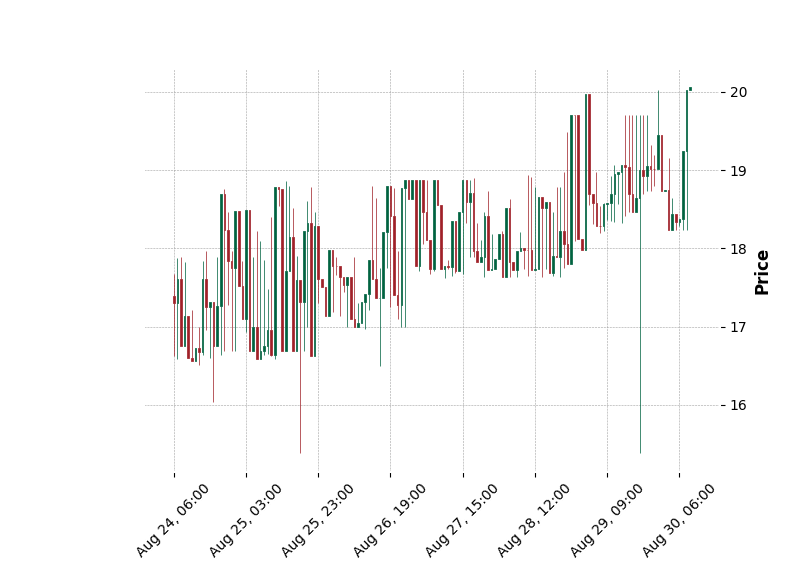 20
19
18
17
16
Price
Aug 24, 06:00
Aug 25, 03:00
Aug 25, 23:00
Aug 26, 19:00
Aug 27, 15:00
Aug 28, 12:00
Aug 29, 09:00
Aug 30, 06:00